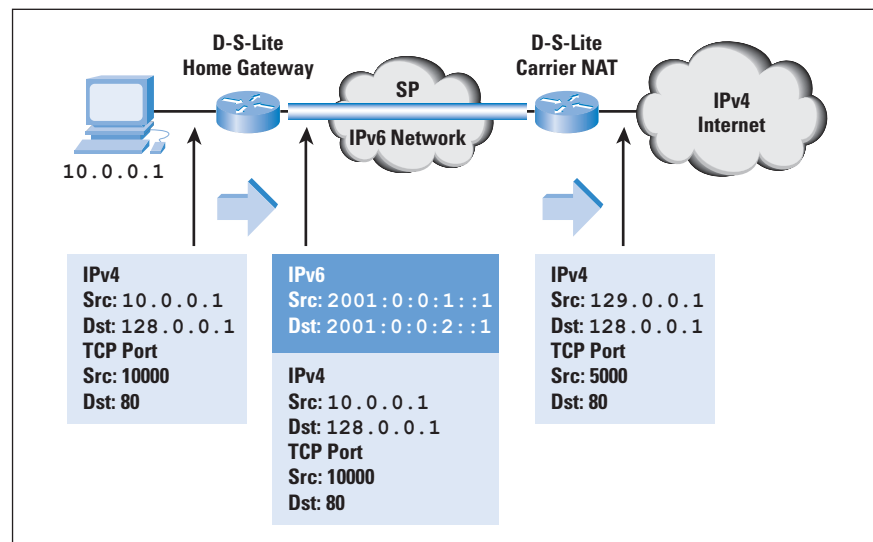 D-S-Lite
Home Gateway
D-S-Lite
Carrier NAT
SP
IPv6 Network
IPv4
Internet
10.0.0.1
IPv4
Src: 10.0.0.1
Dst: 128.0.0.1
TCP Port
Src: 10000
Dst: 80
IPv6
Src: 2001:0:0:1::1
Dst: 2001:0:0:2::1
IPv4
Src: 10.0.0.1
Dst: 128.0.0.1
TCP Port
Src: 10000
Dst: 80
IPv4
Src: 129.0.0.1
Dst: 128.0.0.1
TCP Port
Src: 5000
Dst: 80